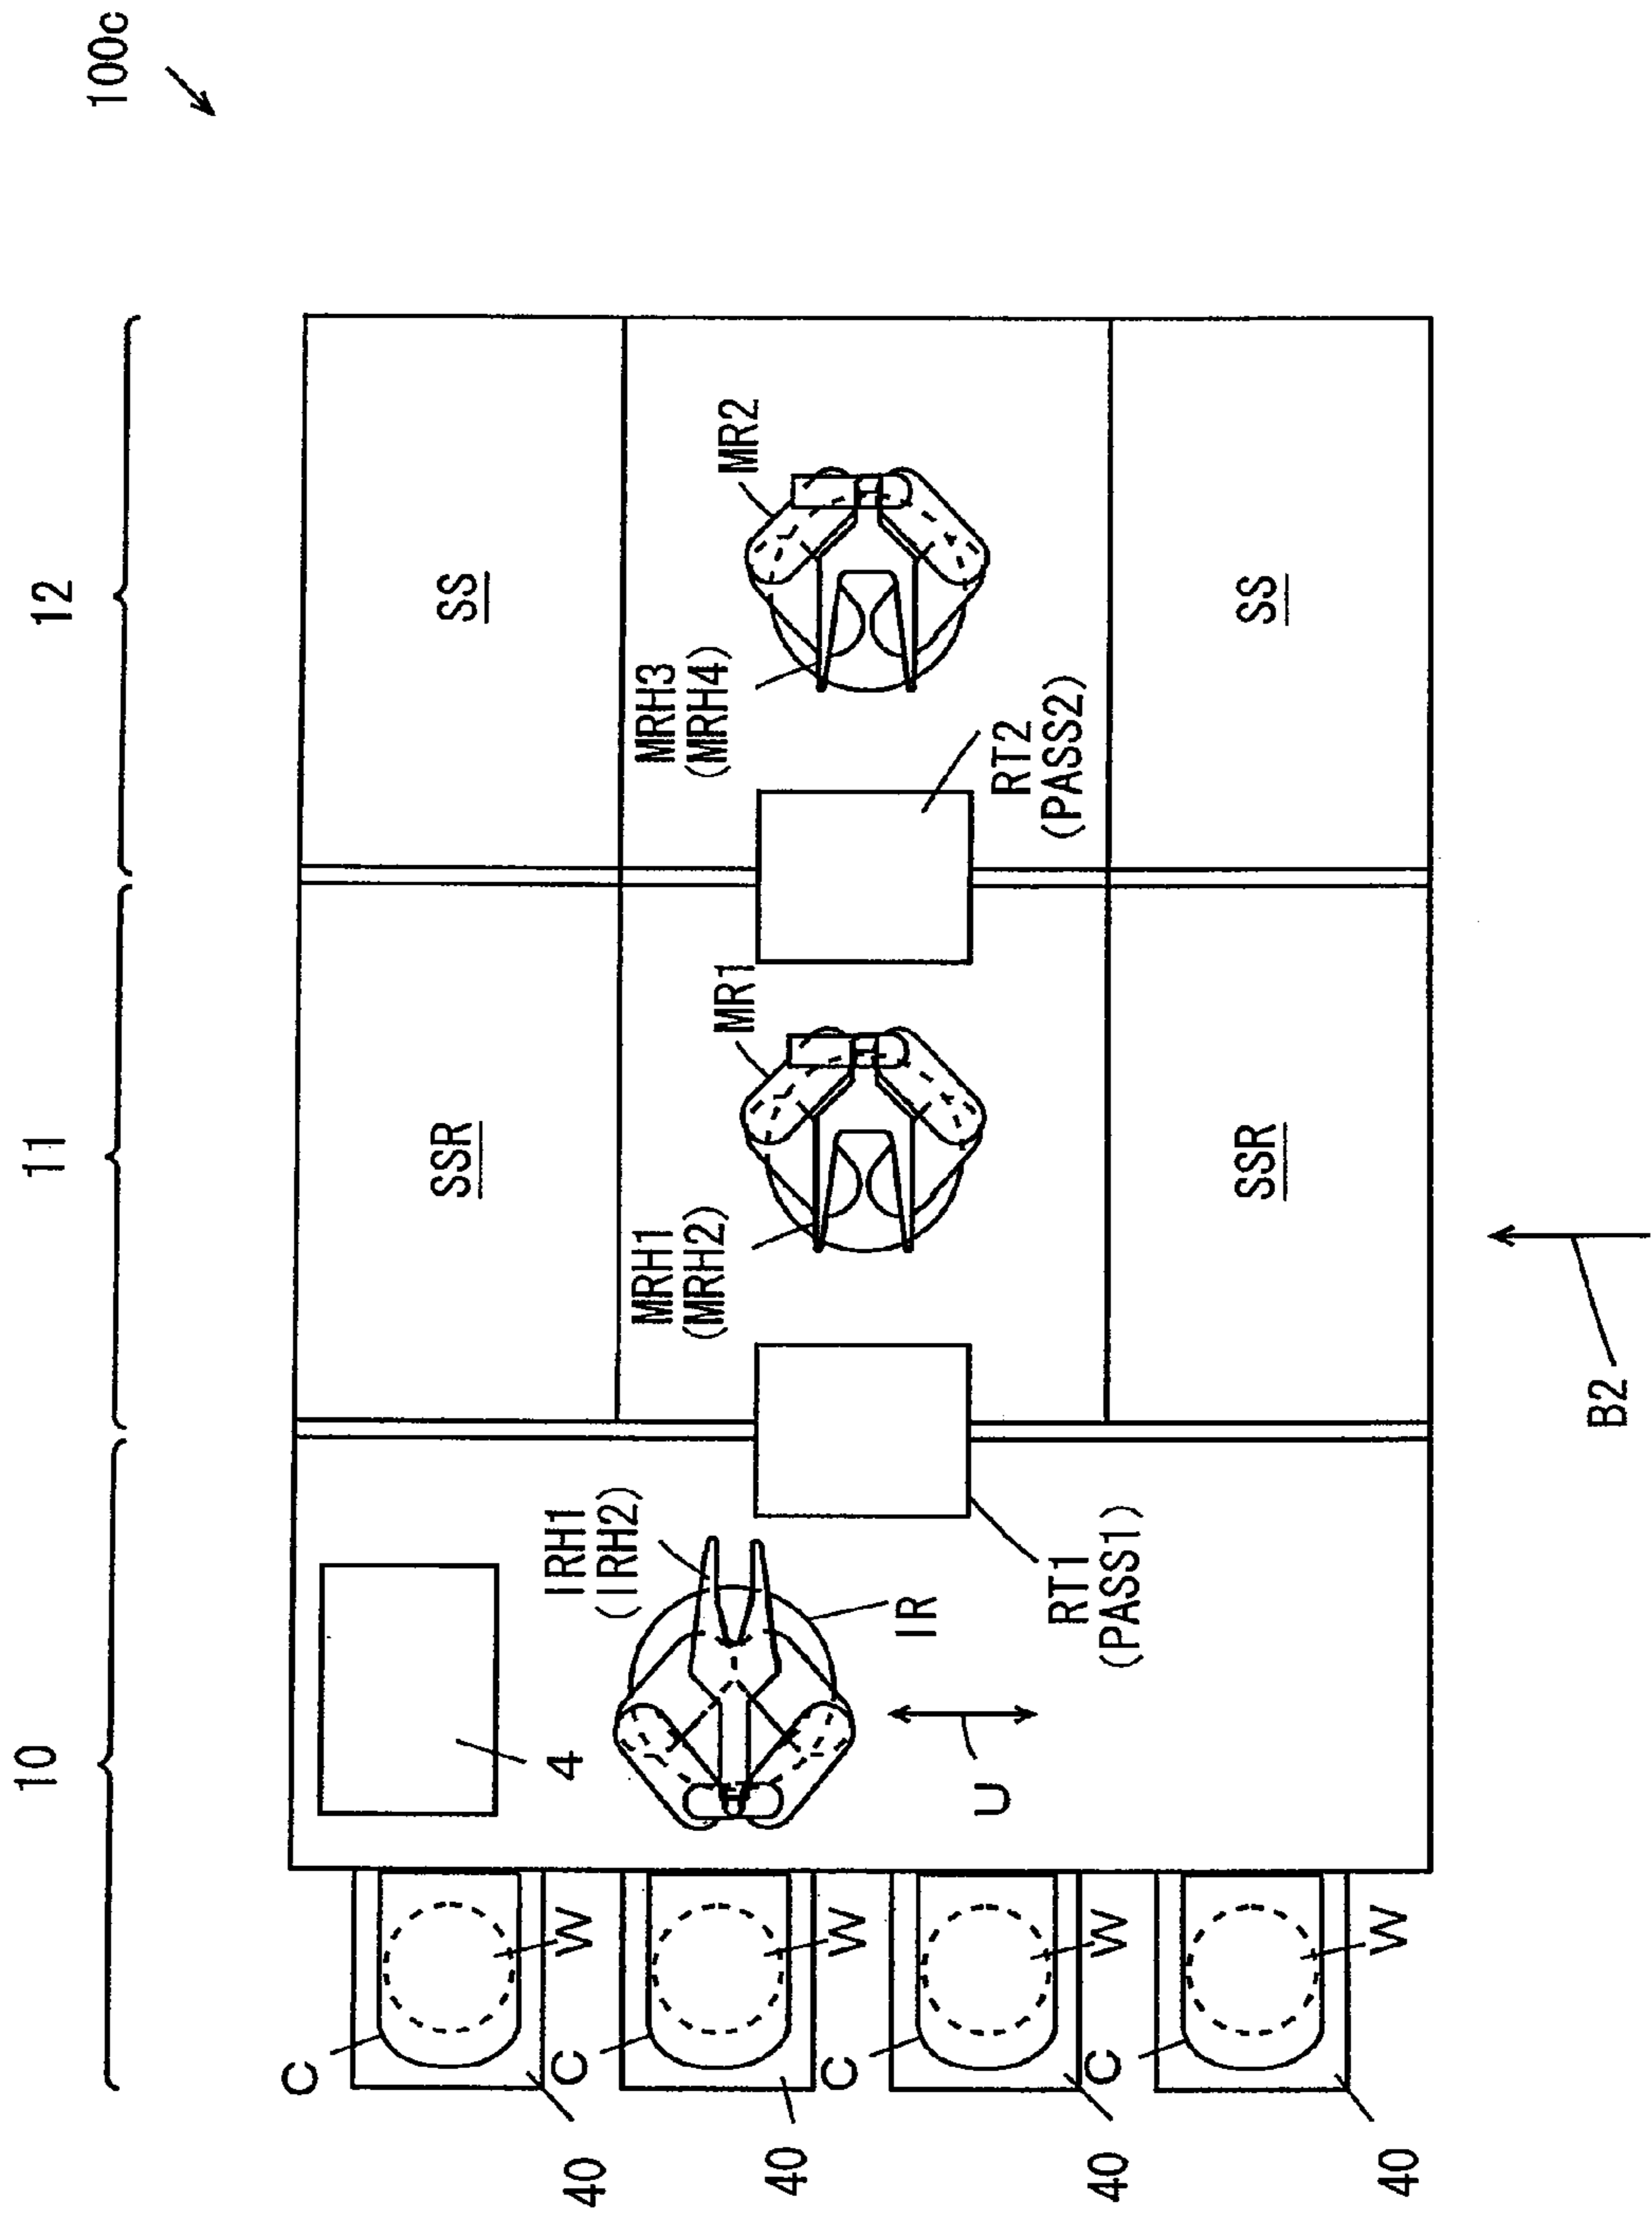 100c
10
11
12
C
C
C
C
40
40
40
40
W
W
W
W
4
IRH1
(IRH2)
IR
U
RT1
(PASS1)
SSR
SSR
MRH1
(MRH2)
MR1
RT2
(PASS2)
SS
SS
MRH3
(MRH4)
MR2
B2